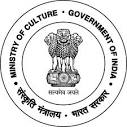 MINISTRY OF CULTURE • GOVERNMENT OF INDIA
सत्यमेव जयते
संस्कृति मंत्रालय • भारत सरकार